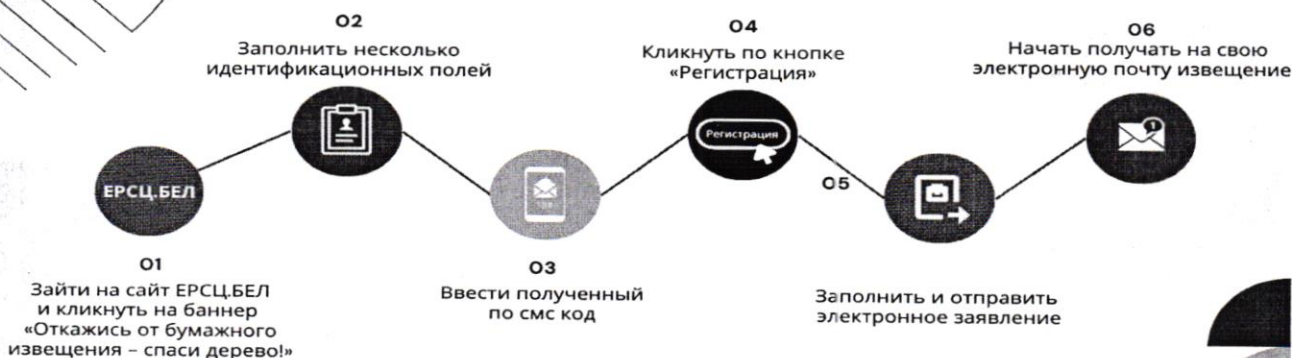 02
Заполнить несколько
идентификационных полей
04
Кликнуть по кнопке
«Регистрация»
06
Начать получать на свою
электронную почту извещение
ЕРСЦ.БЕЛ
Регистрация
1
05
01
Зайти на сайт ЕРСЦ.БЕЛ
и кликнуть на баннер
«Откажись от бумажного
извещения – спаси дерево!»
03
Ввести полученный
по смс код
Заполнить и отправить
электронное заявление